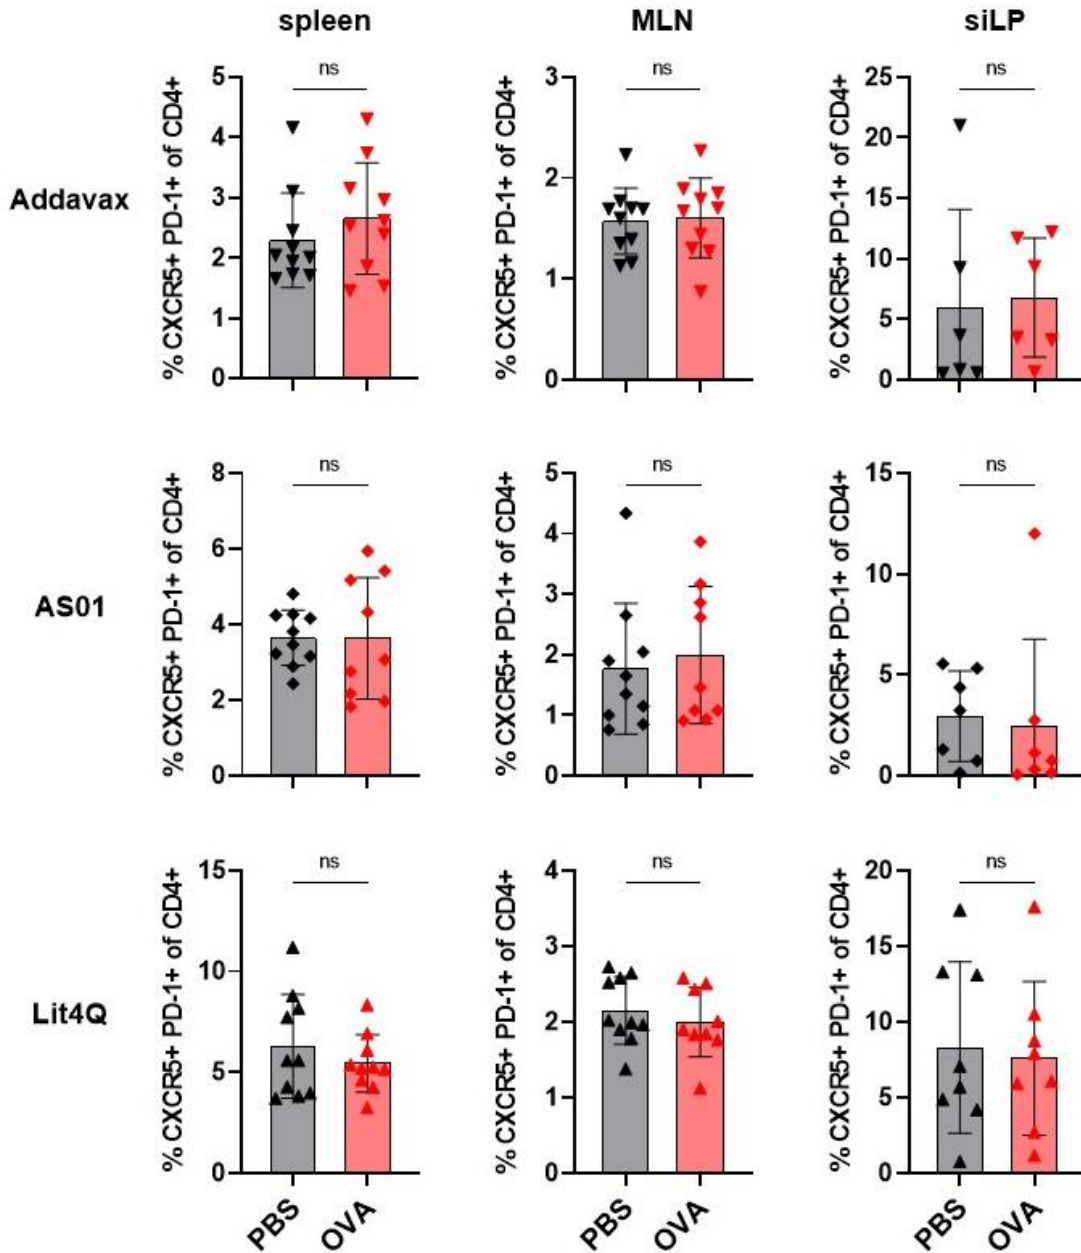 spleen MLN siLP
Addavax
% CXCR5+ PD-1+ of CD4+
5
4
3
2
1
0
ns
% CXCR5+ PD-1+ of CD4+
3
2
1
0
ns
% CXCR5+ PD-1+ of CD4+
25
20
15
10
5
0
ns
AS01
% CXCR5+ PD-1+ of CD4+
8
6
4
2
0
ns
% CXCR5+ PD-1+ of CD4+
5
4
3
2
1
0
ns
% CXCR5+ PD-1+ of CD4+
15
10
5
0
ns
Lit4Q
% CXCR5+ PD-1+ of CD4+
15
10
5
0
ns
PBS OVA
% CXCR5+ PD-1+ of CD4+
4
3
2
1
0
ns
PBS OVA
% CXCR5+ PD-1+ of CD4+
20
15
10
5
0
ns
PBS OVA